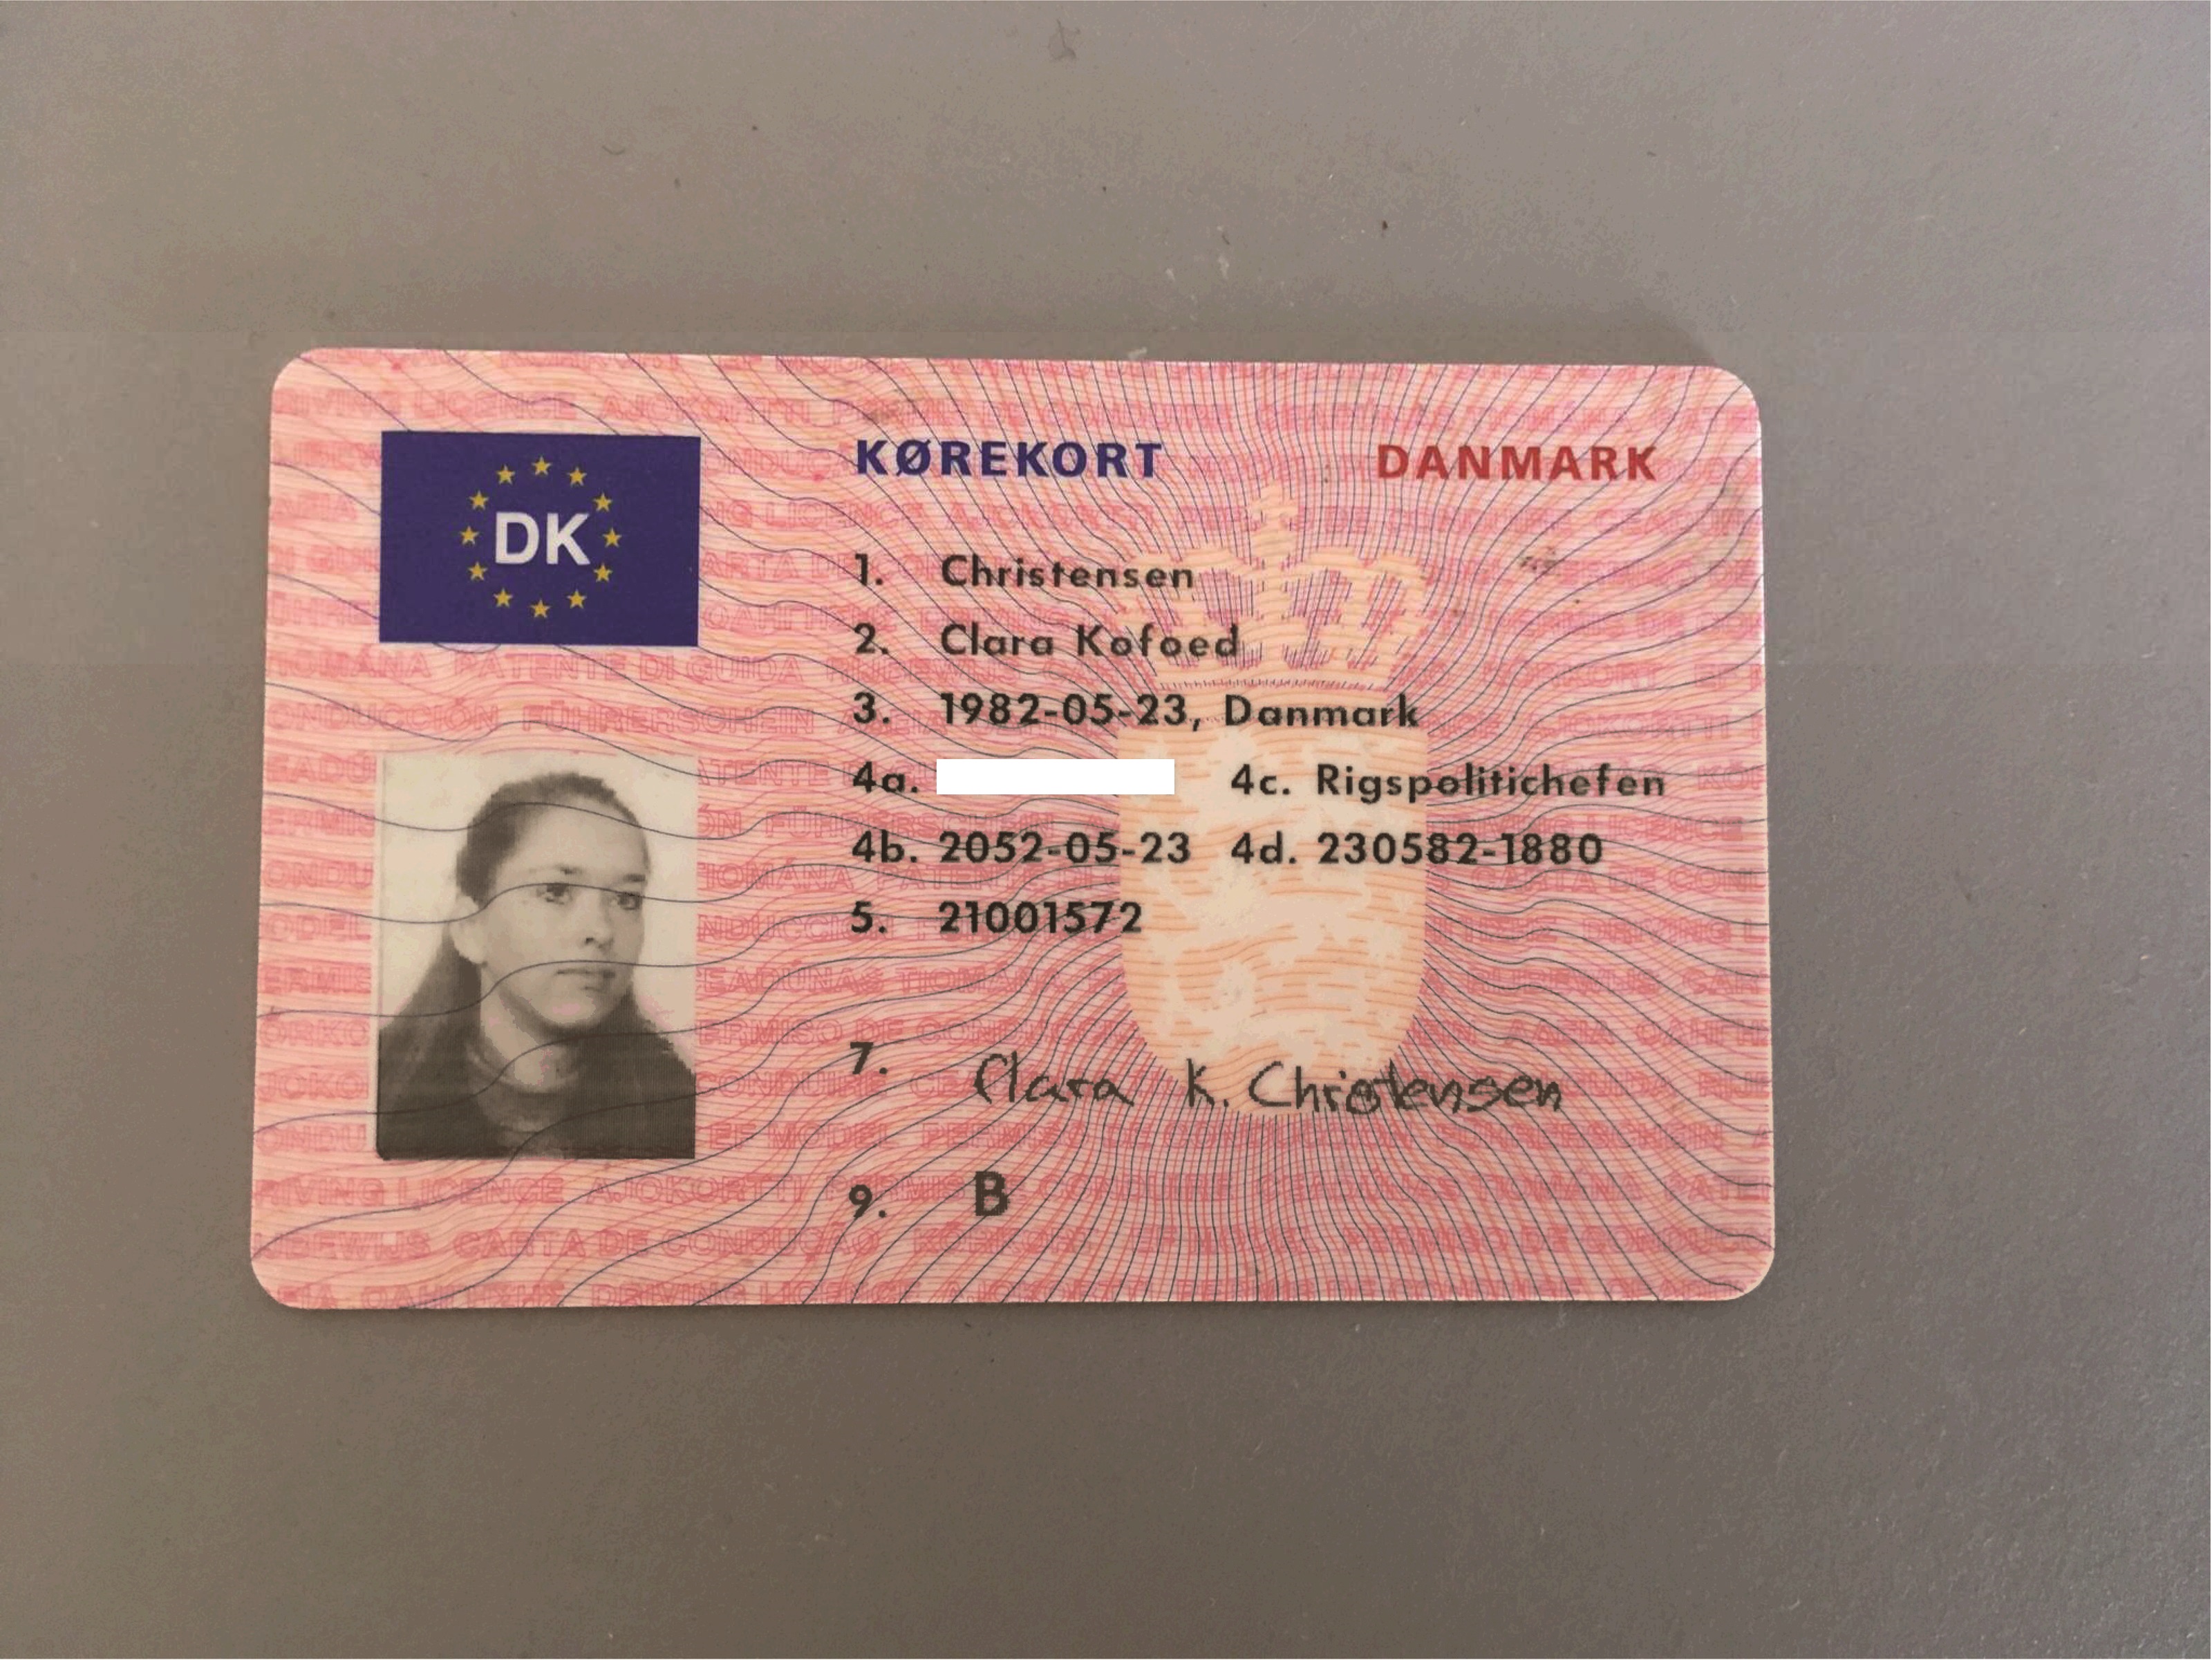 DK
KØREKORT DANMARK
1. Christensen
2. Clara Kofoed
3. 1982-05-23, Danmark
4a. 4c. Rigspolitichefen
4b. 2052-05-23 4d. 230582-1880
5. 21001572
7. Clara K. Christensen
9. B